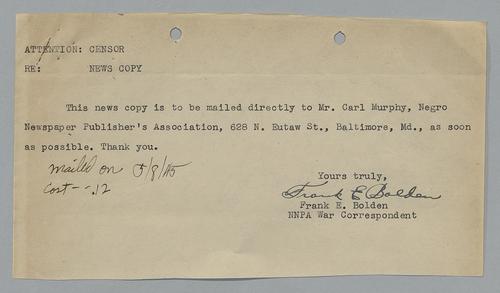 ATTENTION: CENSOR
RE: NEWS COPY
This news copy is to be mailed directly to Mr. Carl Murphy, Negro
Newspaper Publisher's Association, 628 N. Eutaw St., Baltimore, Md., as soon
as possible. Thank you.
mailed on 5/8/45
Cost -- .12
Yours truly,
Frank E Bolden
Frank E. Bolden
NNPA War Correspondent